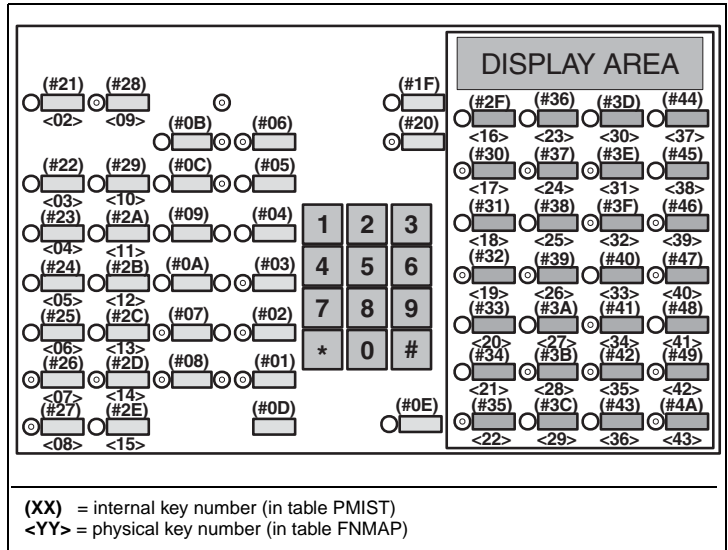 DISPLAY AREA
(#21) (#28) (#1F)
(#2F) (#36) (#3D) (#44)
<02> <09> (#0B) (#06) (#20)
<16> <23> <30> <37>
(#22) (#29) (#0C) (#05)
(#30) (#37) (#3E) (#45)
<03> <10>
<17> <24> <31> <38>
(#23) (#2A) (#09) (#04) 1 2 3
(#31) (#38) (#3F) (#46)
<04> <11>
<18> <25> <32> <39>
(#24) (#2B) (#0A) (#03) 4 5 6
(#32) (#39) (#40) (#47)
<05> <12>
<19> <26> <33> <40>
(#25) (#2C) (#07) (#02) 7 8 9
(#33) (#3A) (#41) (#48)
<06> <13>
<20> <27> <34> <41>
(#26) (#2D) (#08) (#01) * 0 #
(#34) (#3B) (#42) (#49)
<07> <14>
<21> <28> <35> <42>
(#27) (#2E) (#0D) (#0E)
(#35) (#3C) (#43) (#4A)
<08> <15>
<22> <29> <36> <43>
(XX) = internal key number (in table PMIST)
<YY> = physical key number (in table FNMAP)